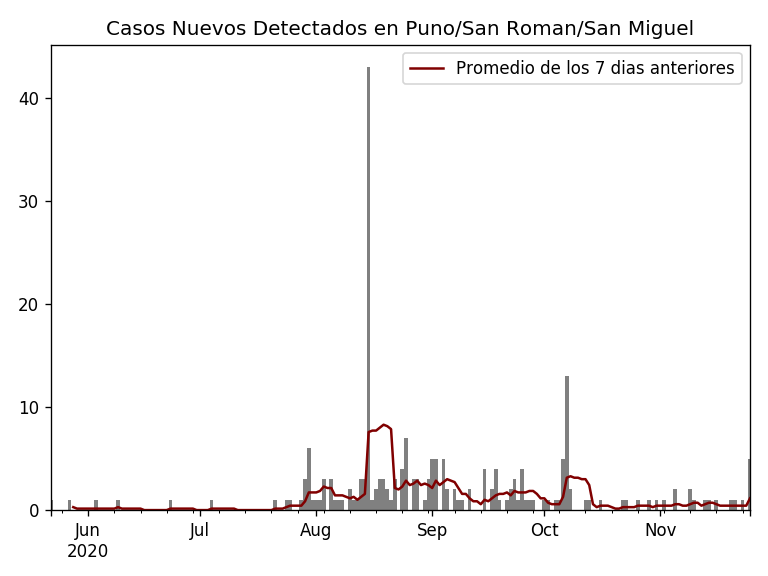 Casos Nuevos Detectados en Puno/San Roman/San Miguel
Promedio de los 7 dias anteriores
40
30
20
10
0
Jun Jul Aug Sep Oct Nov
2020